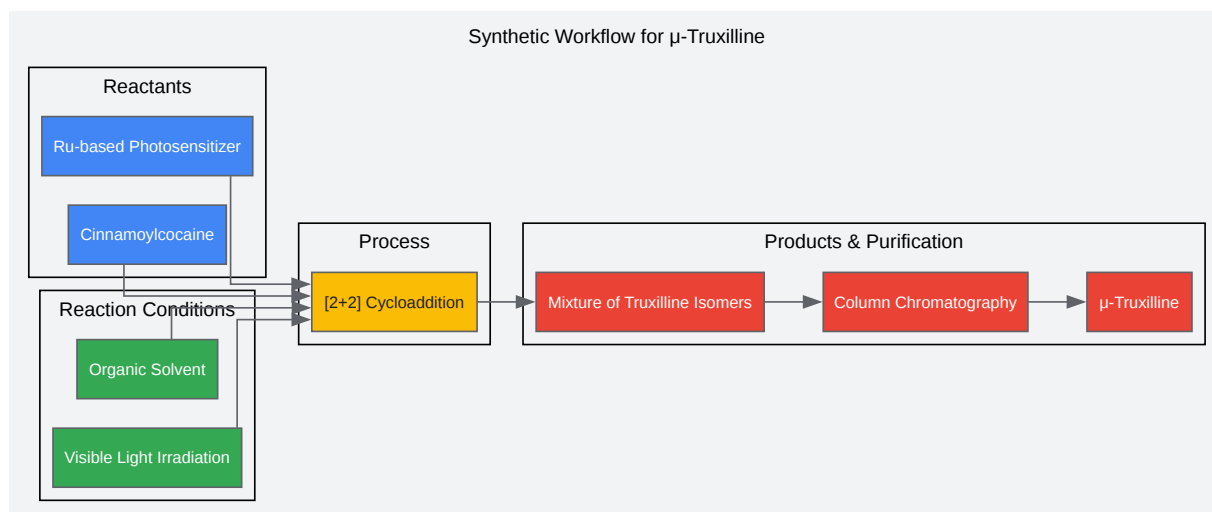 Synthetic Workflow for μ-Truxilline
Reactants
Ru-based Photosensitizer
Cinnamoylcocaine
Reaction Conditions
Organic Solvent
Visible Light Irradiation
Process
[2+2] Cycloaddition
Products & Purification
Mixture of Truxilline Isomers
Column Chromatography
μ-Truxilline